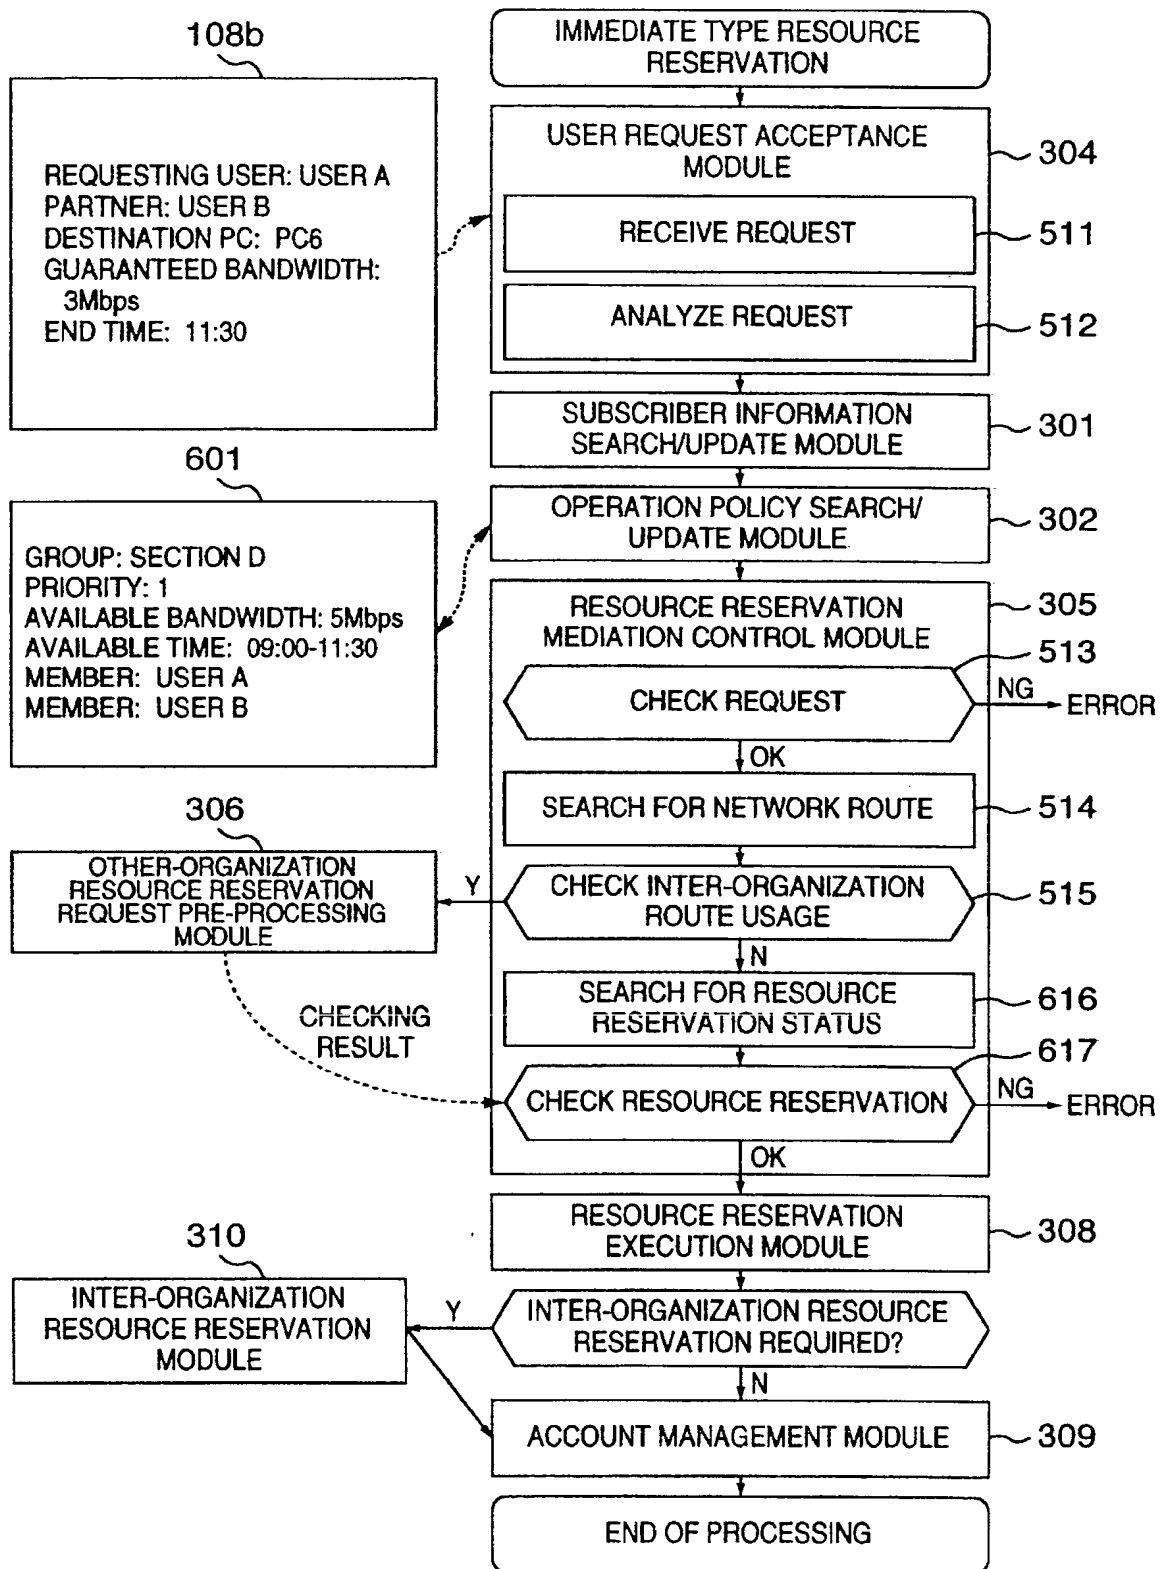 108b
REQUESTING USER: USER A
PARTNER: USER B
DESTINATION PC: PC6
GUARANTEED BANDWIDTH:
3Mbps
END TIME: 11:30
601
GROUP: SECTION D
PRIORITY: 1
AVAILABLE BANDWIDTH: 5Mbps
AVAILABLE TIME: 09:00-11:30
MEMBER: USER A
MEMBER: USER B
306
OTHER-ORGANIZATION
RESOURCE RESERVATION
REQUEST PRE-PROCESSING
MODULE
CHECKING
RESULT
310
INTER-ORGANIZATION
RESOURCE RESERVATION
MODULE
IMMEDIATE TYPE RESOURCE
RESERVATION
USER REQUEST ACCEPTANCE
MODULE
304
RECEIVE REQUEST
511
ANALYZE REQUEST
512
SUBSCRIBER INFORMATION
SEARCH/UPDATE MODULE
301
OPERATION POLICY SEARCH/
UPDATE MODULE
302
RESOURCE RESERVATION
MEDIATION CONTROL MODULE
305
513
CHECK REQUEST
NG
ERROR
OK
SEARCH FOR NETWORK ROUTE
514
CHECK INTER-ORGANIZATION
ROUTE USAGE
515
Y
N
SEARCH FOR RESOURCE
RESERVATION STATUS
616
617
CHECK RESOURCE RESERVATION
NG
ERROR
OK
RESOURCE RESERVATION
EXECUTION MODULE
308
INTER-ORGANIZATION RESOURCE
RESERVATION REQUIRED?
Y
N
ACCOUNT MANAGEMENT MODULE
309
END OF PROCESSING